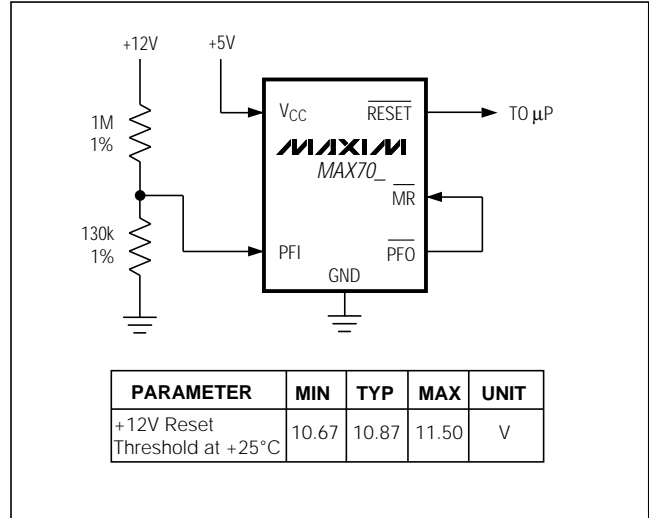 +12V
+5V
1M
1%
130k
1%
VCC
RESET
TO μP
MAXIM
MAX70_
MR
PFI
PFO
GND
PARAMETER MIN TYP MAX UNIT
+12V Reset
Threshold at +25°C 10.67 10.87 11.50 V